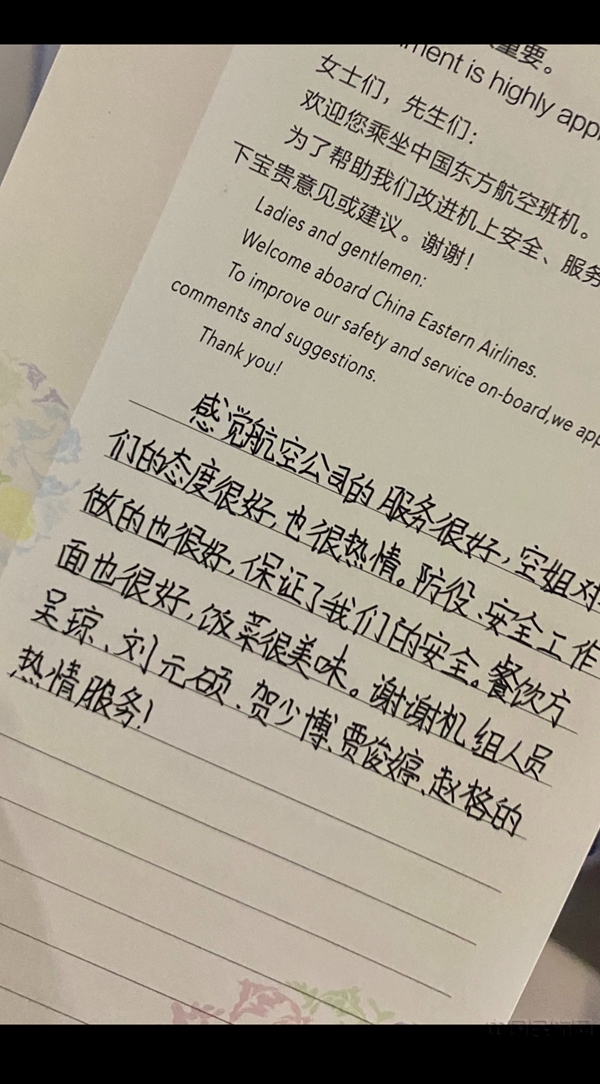 重要。
ment is highly app
女士们，先生们：
欢迎您乘坐中国东方航空班机。
为了帮助我们改进机上安全、服务
下宝贵意见或建议。谢谢！
Ladies and gentlemen:
Welcome aboard China Eastern Airlines.
To improve our safety and service on-board,we app
comments and suggestions.
Thank you!
感觉航空公司的服务很好，空姐对
们的态度很好，也很热情。防役、安全工作
做的也很好，保证了我们的安全。餐饮方
面也很好，饭菜很美味。谢谢机组人员
吴琼、刘元硕、贺少博、贾俊婷、赵格的
热情服务！